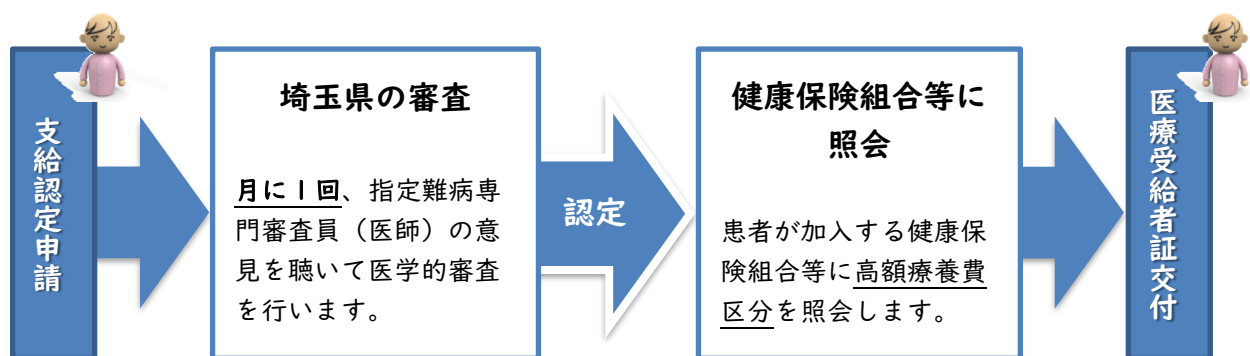 支給認定申請
埼玉県の審査
月に1回、指定難病専
門審査員(医師)の意
見を聴いて医学的審査
を行います。
認定
健康保険組合等に
照会
患者が加入する健康保
険組合等に高額療養費
区分を照会します。
医療受給者証交付